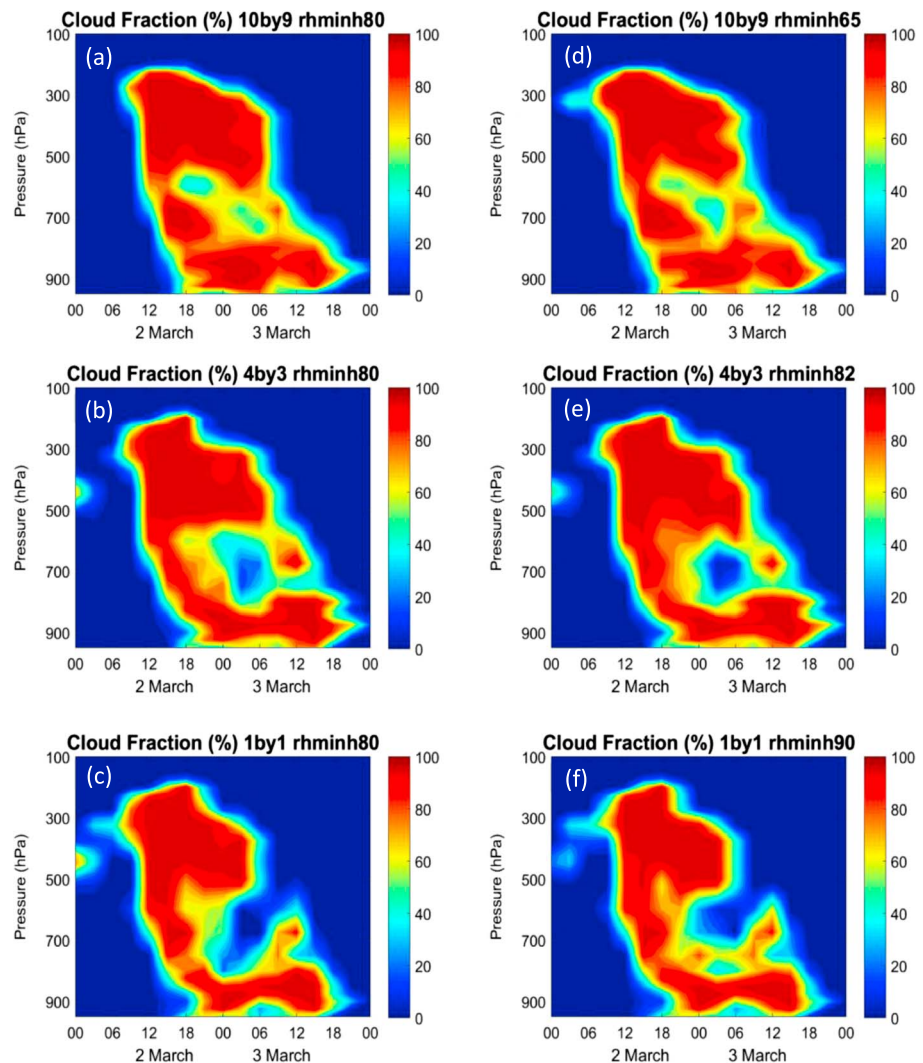 Cloud Fraction (%) 10by9 rhminh80
(a)
Pressure (hPa)
100
300
500
700
900
00 06 12 18 00 06 12 18 00
2 March 3 March
100
80
60
40
20
0
Cloud Fraction (%) 10by9 rhminh65
(d)
Pressure (hPa)
100
300
500
700
900
00 06 12 18 00 06 12 18 00
2 March 3 March
100
80
60
40
20
0
Cloud Fraction (%) 4by3 rhminh80
(b)
Pressure (hPa)
100
300
500
700
900
00 06 12 18 00 06 12 18 00
2 March 3 March
100
80
60
40
20
0
Cloud Fraction (%) 4by3 rhminh82
(e)
Pressure (hPa)
100
300
500
700
900
00 06 12 18 00 06 12 18 00
2 March 3 March
100
80
60
40
20
0
Cloud Fraction (%) 1by1 rhminh80
(c)
Pressure (hPa)
100
300
500
700
900
00 06 12 18 00 06 12 18 00
2 March 3 March
100
80
60
40
20
0
Cloud Fraction (%) 1by1 rhminh90
(f)
Pressure (hPa)
100
300
500
700
900
00 06 12 18 00 06 12 18 00
2 March 3 March
100
80
60
40
20
0